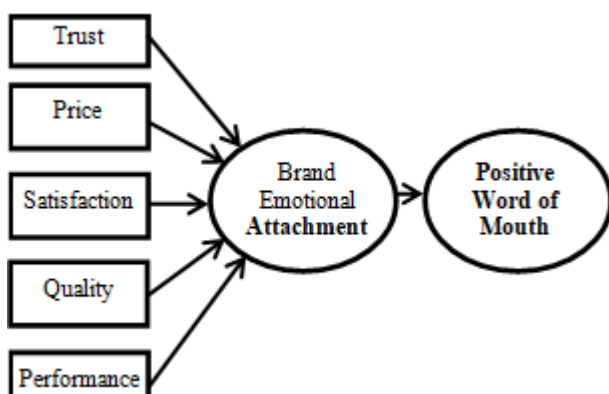 Trust
Price
Satisfaction
Quality
Performance
Brand
Emotional
Attachment
Positive
Word of
Mouth